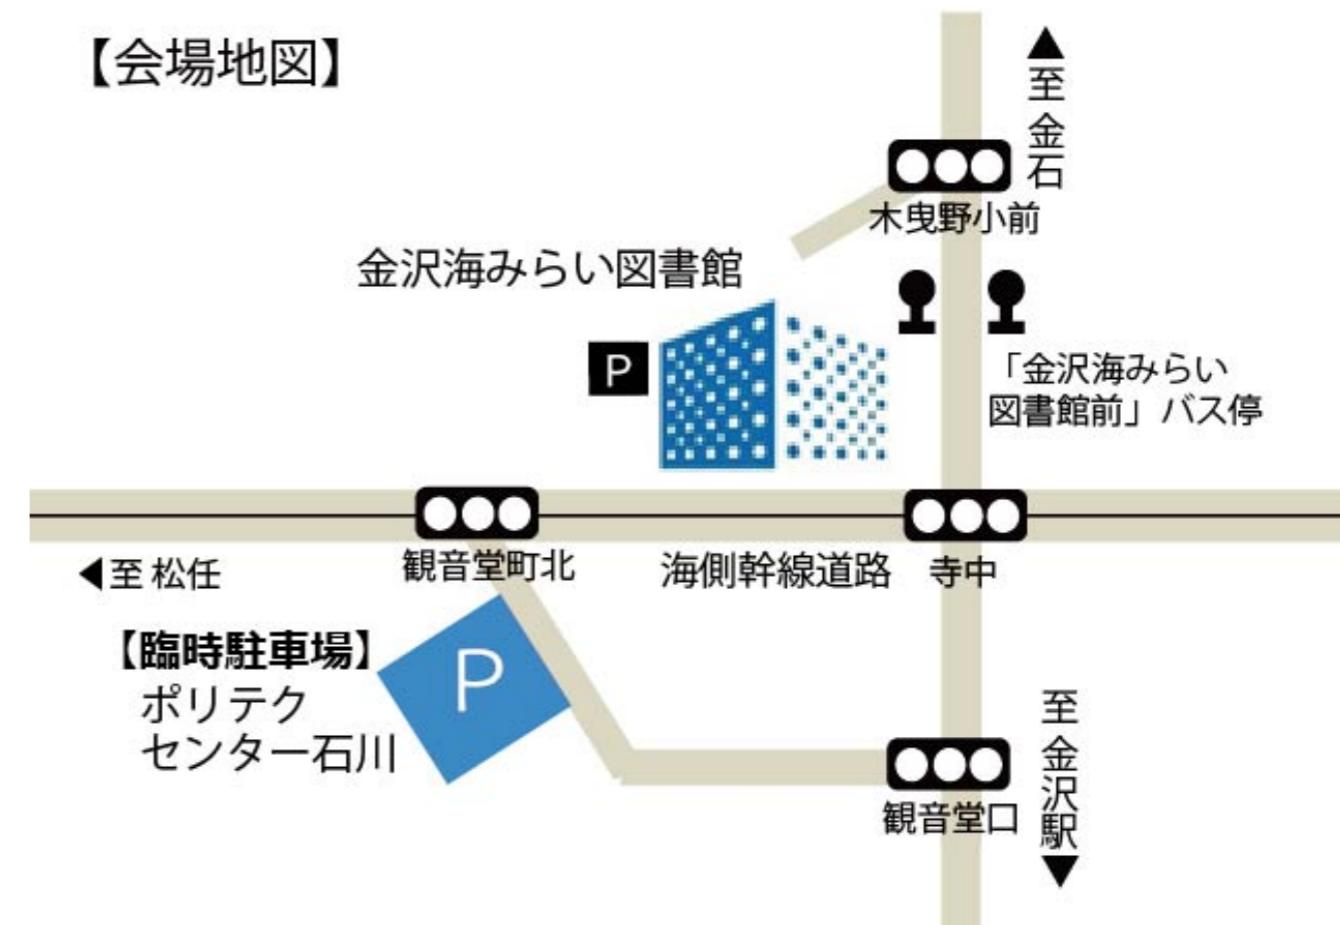 【会場地図】
▲至 金石
木曳野小前
金沢海みらい図書館
P
「金沢海みらい
図書館前」バス停
観音堂町北
海側幹線道路
寺中
◀至 松任
【臨時駐車場】
ポリテク
センター石川
P
至 金沢駅▼
観音堂口